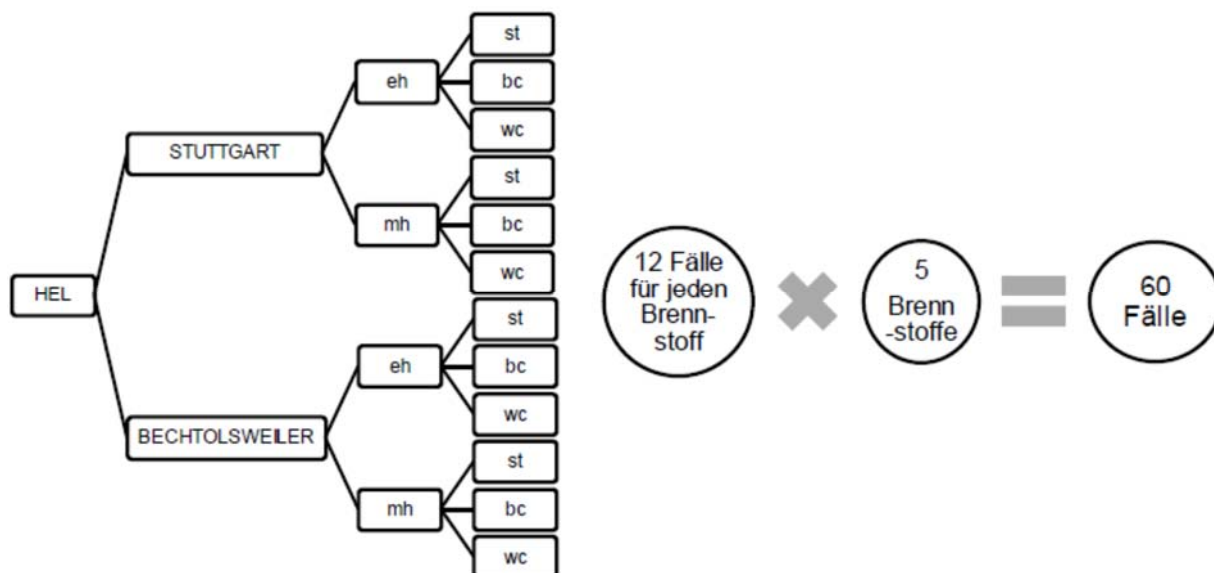 HEL
STUTTGART
eh
st
bc
wc
mh
st
bc
wc
BECHTOLSWEILER
eh
st
bc
wc
mh
st
bc
wc
12 Fälle
für jeden
Brenn-
stoff
5
Brenn
-stoffe
60
Fälle